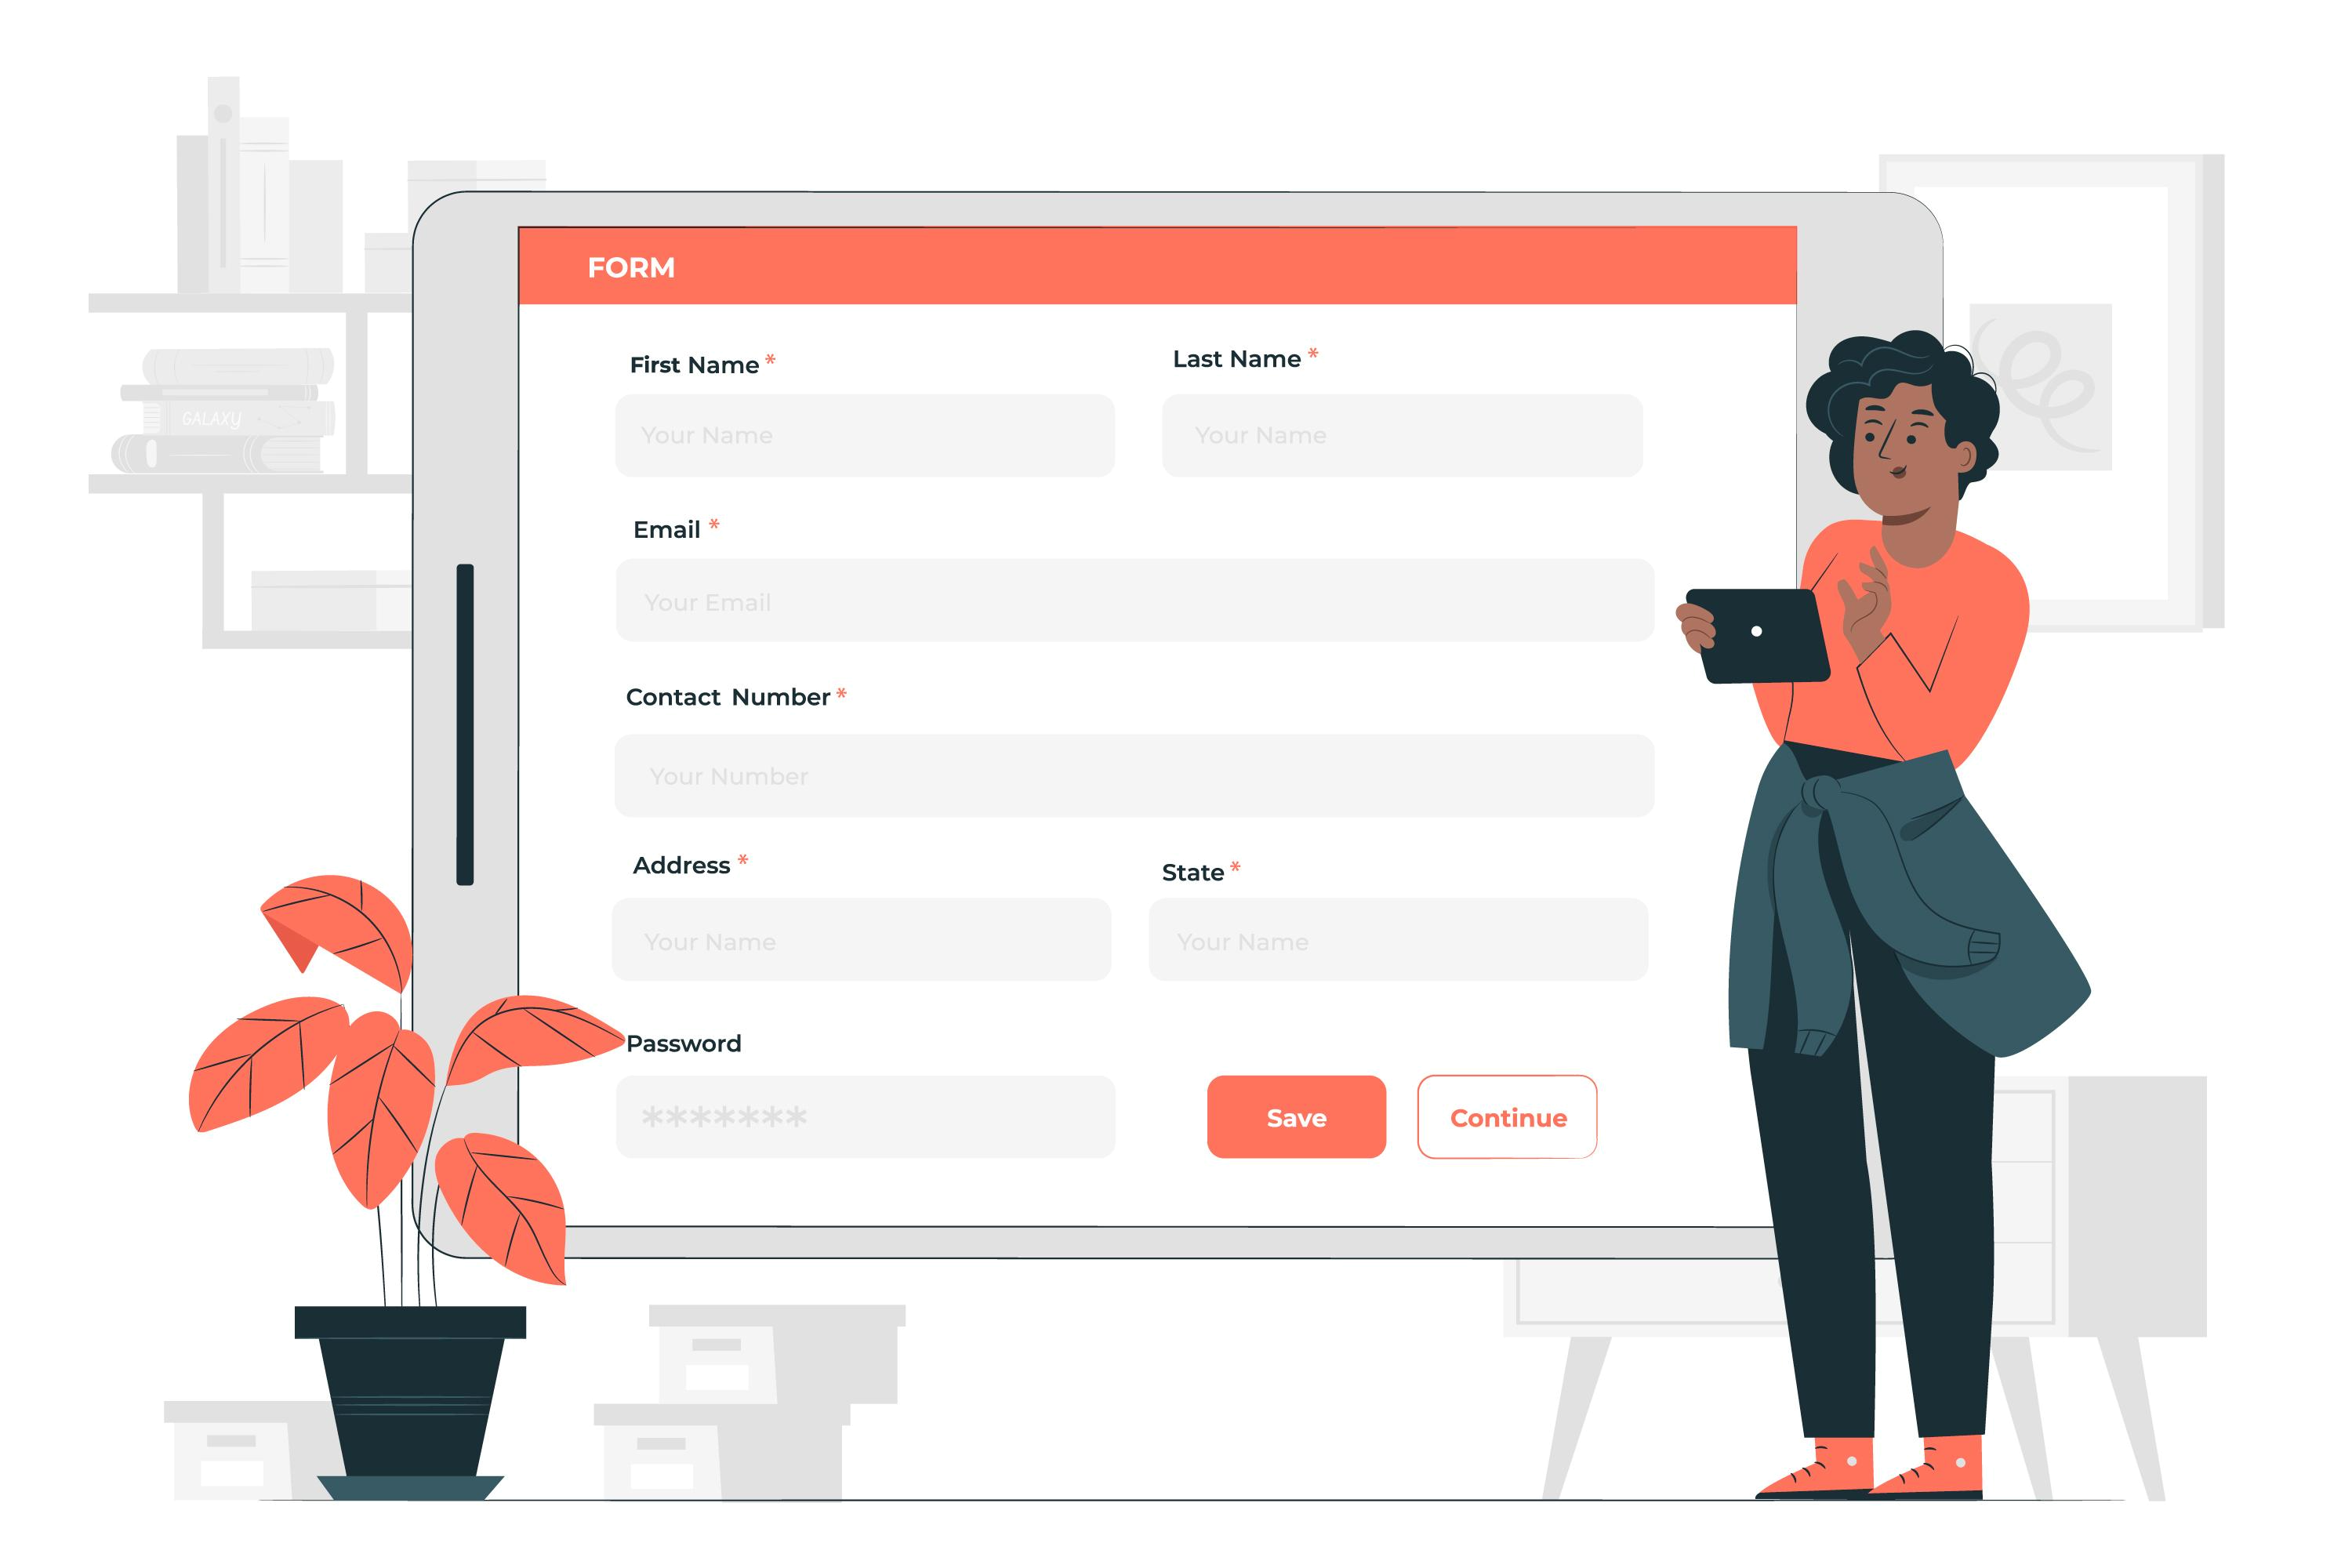 FORM
First Name *
Last Name *
Your Name
Your Name
GALAXY
Email *
Your Email
Contact Number *
Your Number
Address *
State *
Your Name
Your Name
Password
*******
Save
Continue